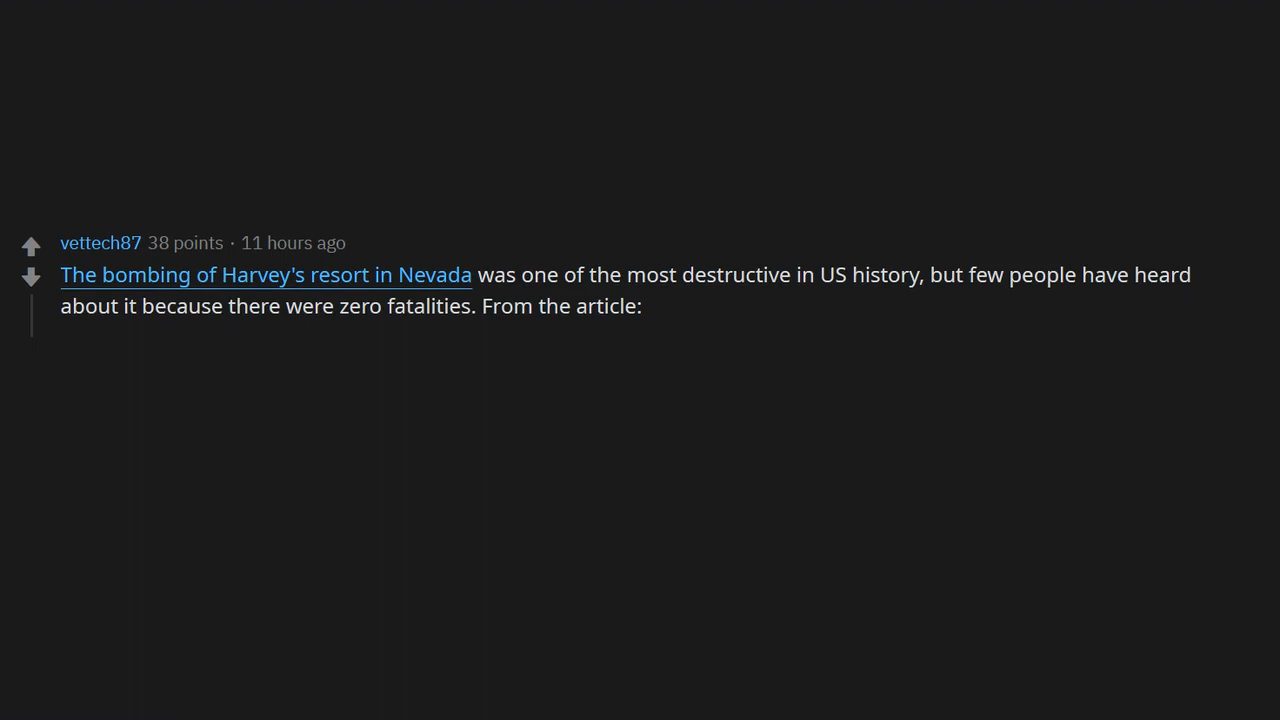 vettech87 38 points · 11 hours ago
The bombing of Harvey's resort in Nevada was one of the most destructive in US history, but few people have heard
about it because there were zero fatalities. From the article: